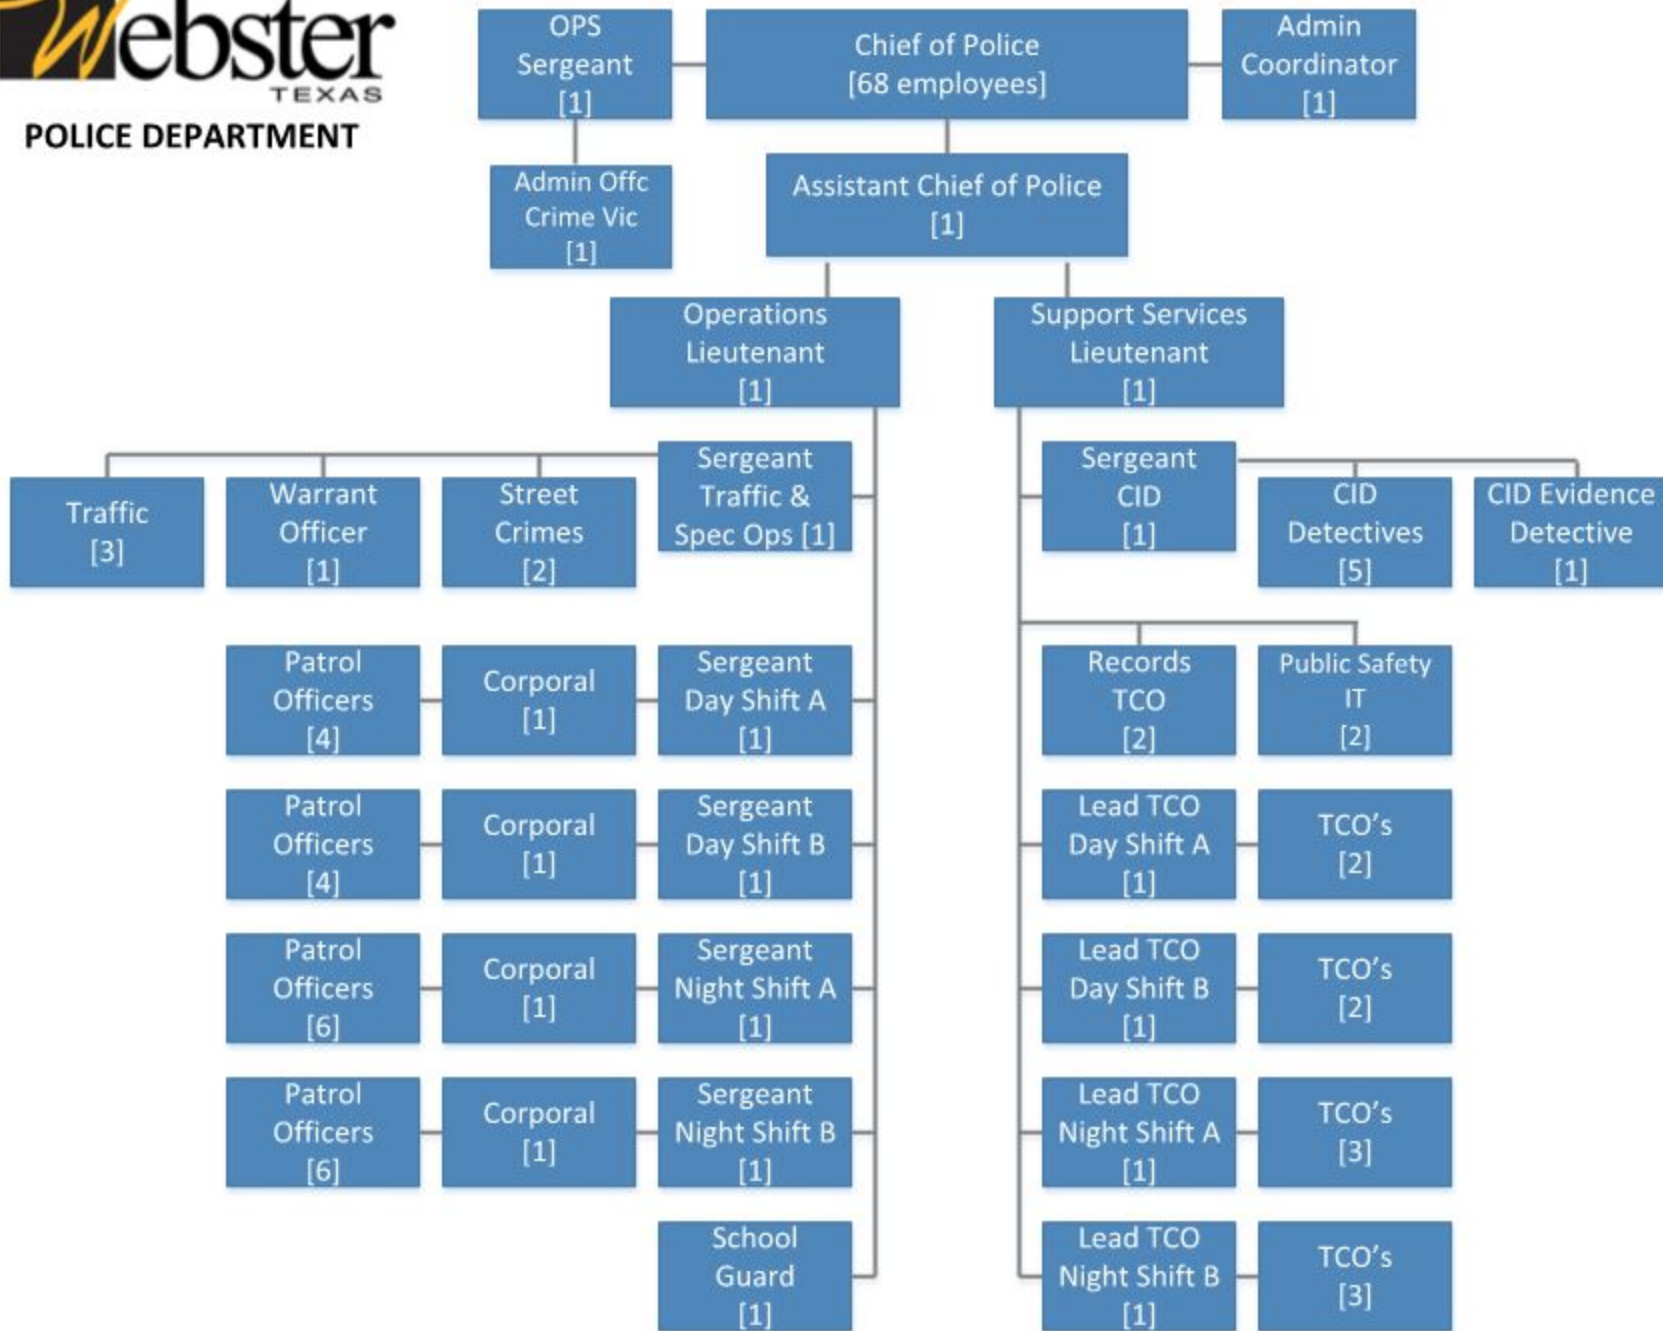 Webster
TEXAS
POLICE DEPARTMENT
OPS
Sergeant
[1]
Chief of Police
[68 employees]
Admin
Coordinator
[1]
Admin Offc
Crime Vic
[1]
Assistant Chief of Police
[1]
Operations
Lieutenant
[1]
Support Services
Lieutenant
[1]
Traffic
[3]
Warrant
Officer
[1]
Street
Crimes
[2]
Sergeant
Traffic &
Spec Ops [1]
Sergeant
CID
[1]
CID
Detectives
[5]
CID Evidence
Detective
[1]
Patrol
Officers
[4]
Corporal
[1]
Sergeant
Day Shift A
[1]
Records
TCO
[2]
Public Safety
IT
[2]
Patrol
Officers
[4]
Corporal
[1]
Sergeant
Day Shift B
[1]
Lead TCO
Day Shift A
[1]
TCO’s
[2]
Patrol
Officers
[6]
Corporal
[1]
Sergeant
Night Shift A
[1]
Lead TCO
Day Shift B
[1]
TCO’s
[2]
Patrol
Officers
[6]
Corporal
[1]
Sergeant
Night Shift B
[1]
Lead TCO
Night Shift A
[1]
TCO’s
[3]
School
Guard
[1]
Lead TCO
Night Shift B
[1]
TCO’s
[3]